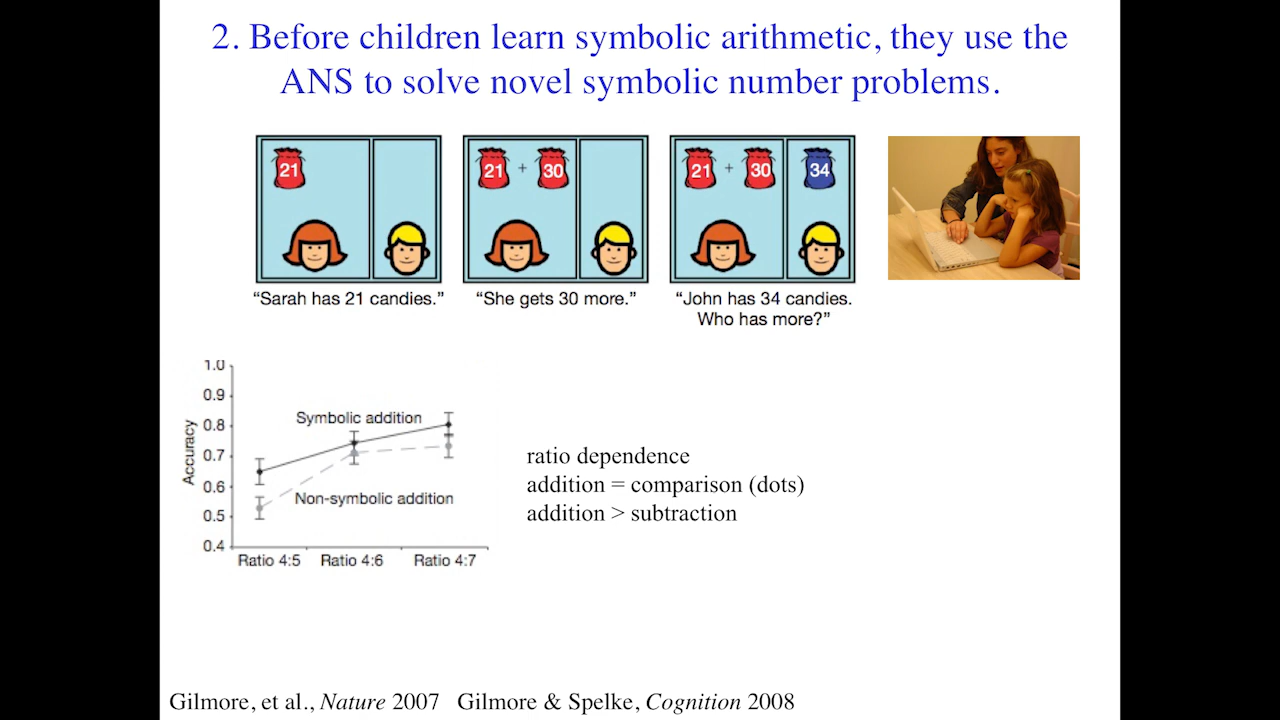 2. Before children learn symbolic arithmetic, they use the
ANS to solve novel symbolic number problems.
21
21 + 30
21 + 30 34
“Sarah has 21 candies.”
“She gets 30 more.”
“John has 34 candies.
Who has more?”
1.0
0.9
0.8
0.7
0.6
0.5
0.4
Accuracy
Symbolic addition
Non-symbolic addition
Ratio 4:5 Ratio 4:6 Ratio 4:7
ratio dependence
addition = comparison (dots)
addition > subtraction
Gilmore, et al., Nature 2007 Gilmore & Spelke, Cognition 2008